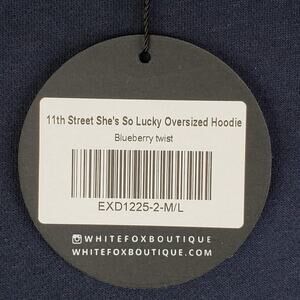 11th Street She's So Lucky Oversized Hoodie
Blueberry twist
EXD1225-2-M/L
WHITEFOXBOUTIQUE
WHITEFOXBOUTIQUE.COM